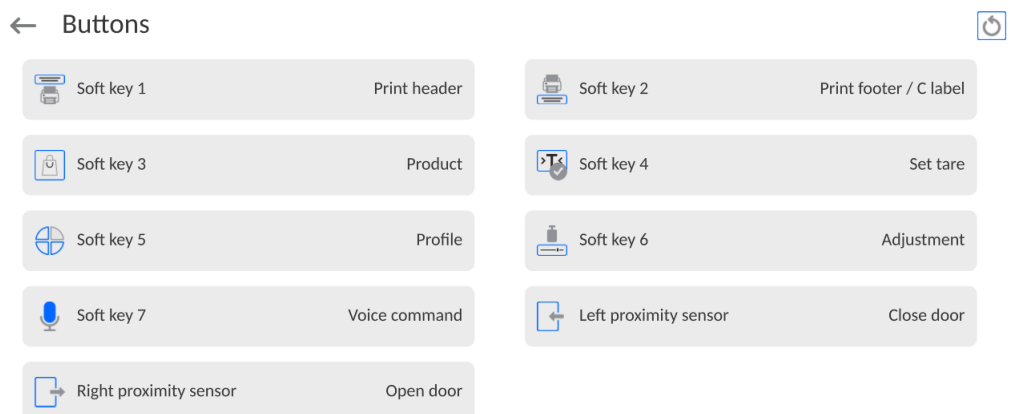 Buttons
Soft key 1 Print header
Soft key 2 Print footer / C label
Soft key 3 Product
>T< Soft key 4 Set tare
Soft key 5 Profile
Soft key 6 Adjustment
Soft key 7 Voice command
Left proximity sensor Close door
Right proximity sensor Open door